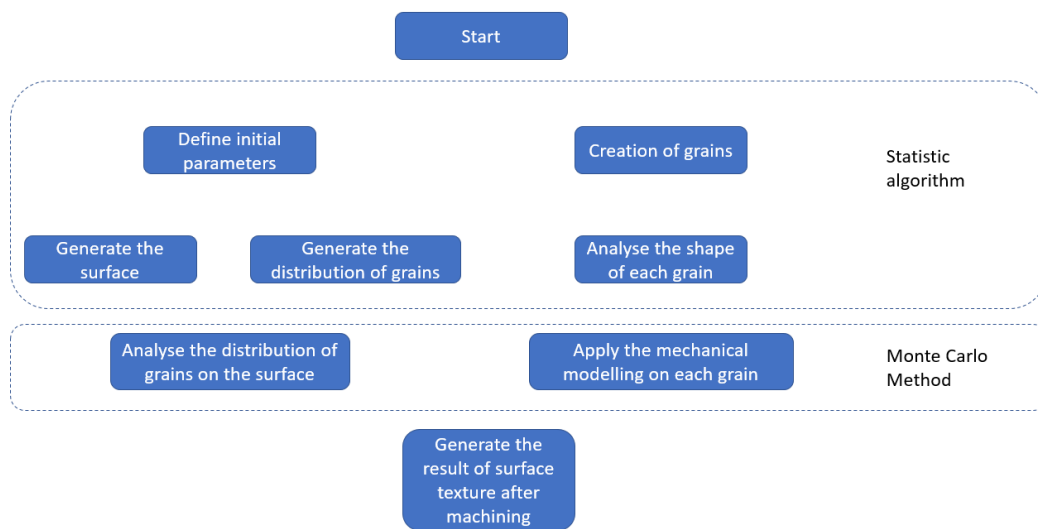 Start
Define initial
parameters
Creation of grains
Statistic
algorithm
Generate the
surface
Generate the
distribution of grains
Analyse the shape
of each grain
Analyse the distribution of
grains on the surface
Apply the mechanical
modelling on each grain
Monte Carlo
Method
Generate the
result of surface
texture after
machining